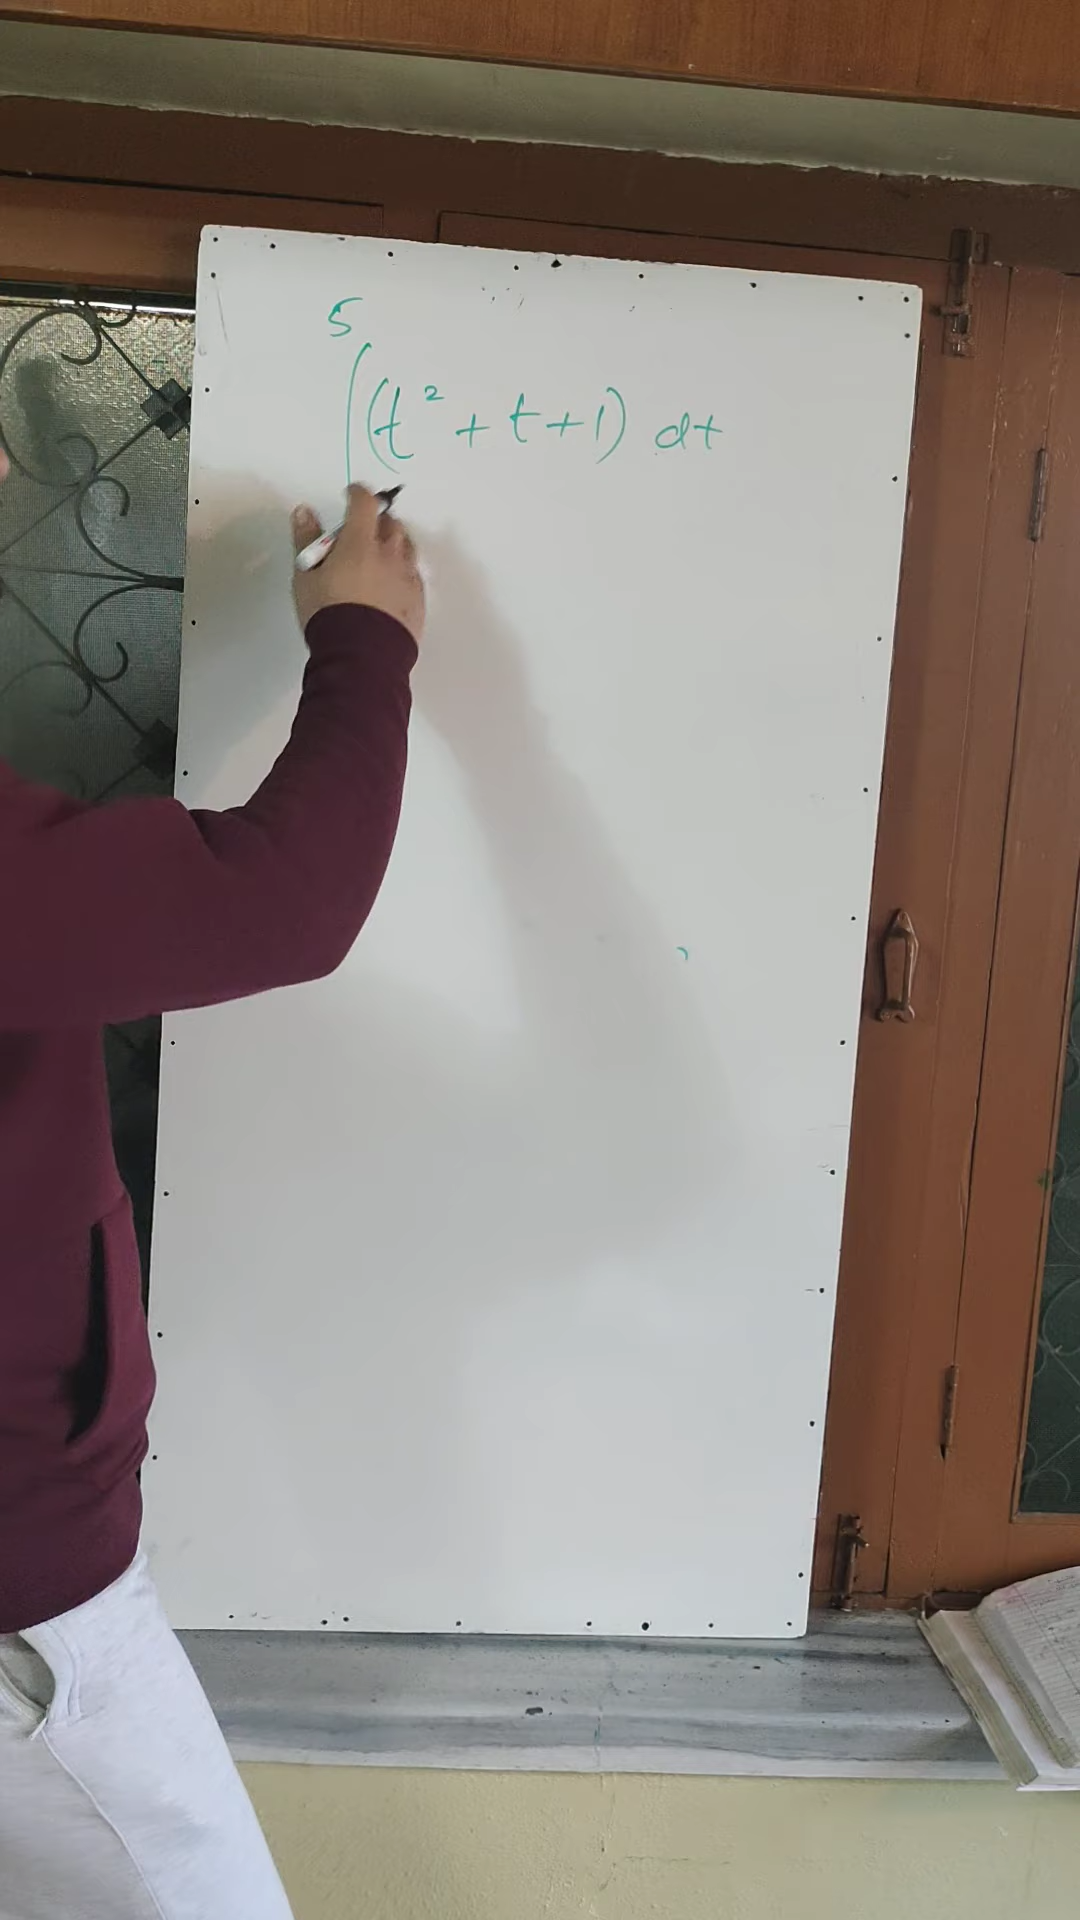 5
∫(t² + t + 1) dt